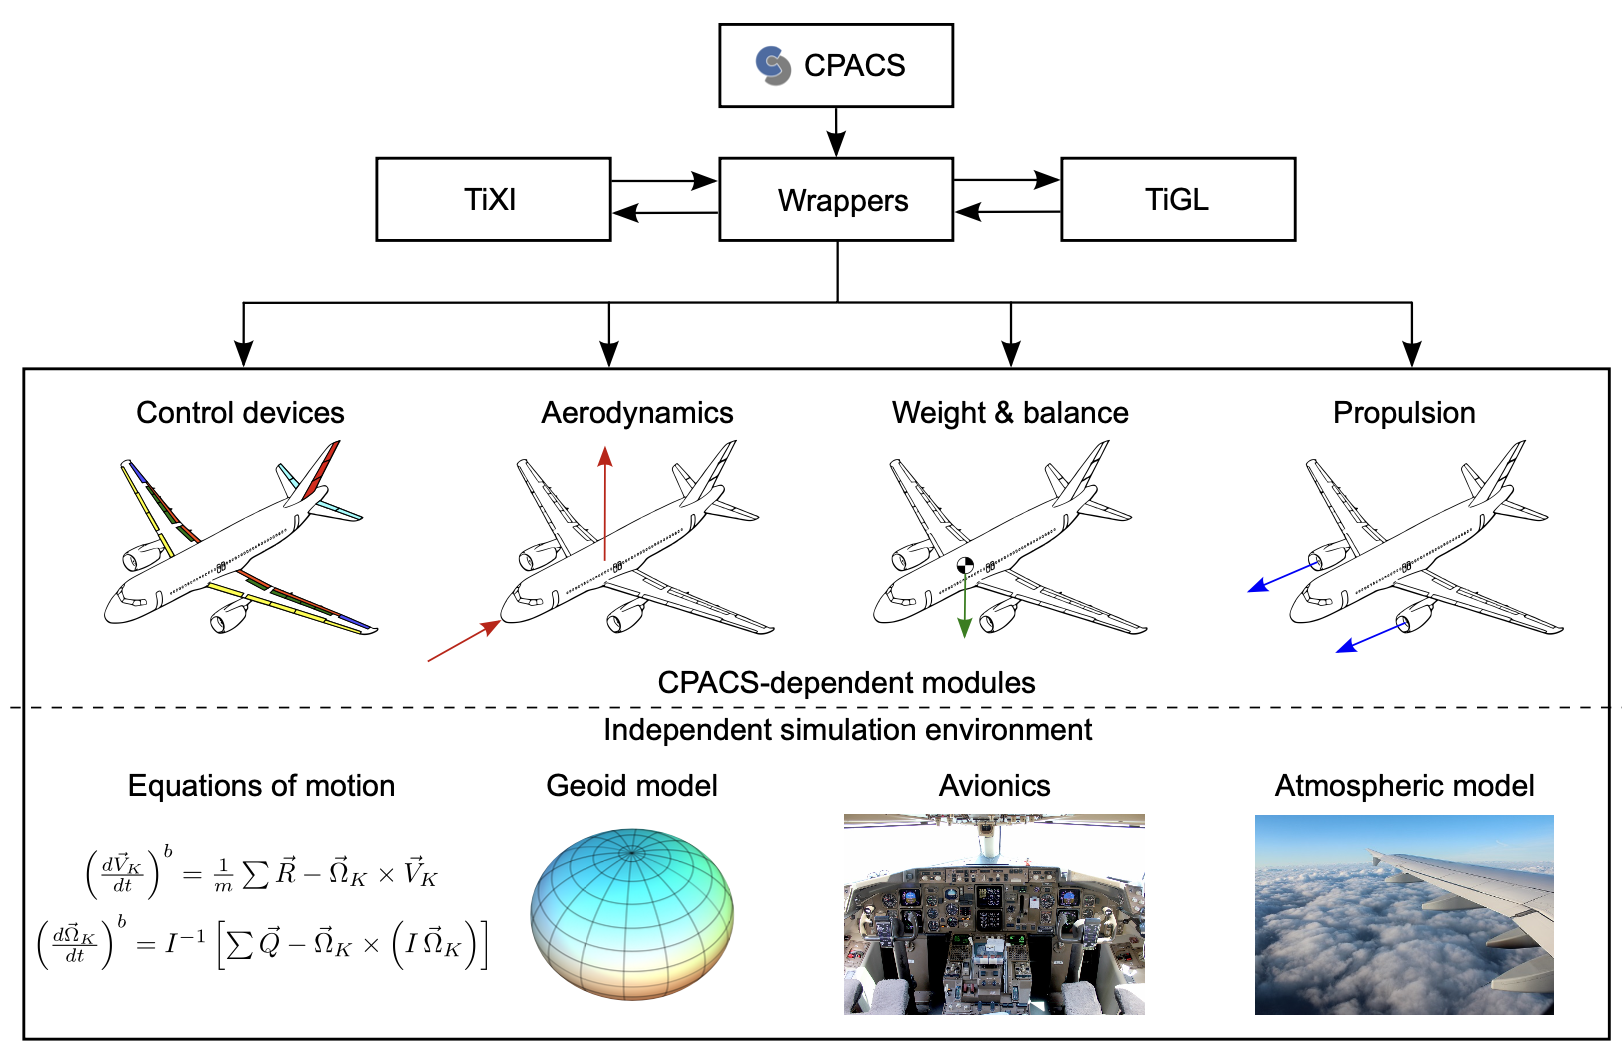 CPACS
TiXI
Wrappers
TiGL
Control devices
Aerodynamics
Weight & balance
Propulsion
CPACS-dependent modules
Independent simulation environment
Equations of motion
Geoid model
Avionics
Atmospheric model
$\left(\frac{d\vec{V}_K}{dt}\right)^b = \frac{1}{m} \sum \vec{R} - \vec{\Omega}_K \times \vec{V}_K$
$\left(\frac{d\vec{\Omega}_K}{dt}\right)^b = I^{-1} \left[ \sum \vec{Q} - \vec{\Omega}_K \times \left( I \, \vec{\Omega}_K \right) \right]$